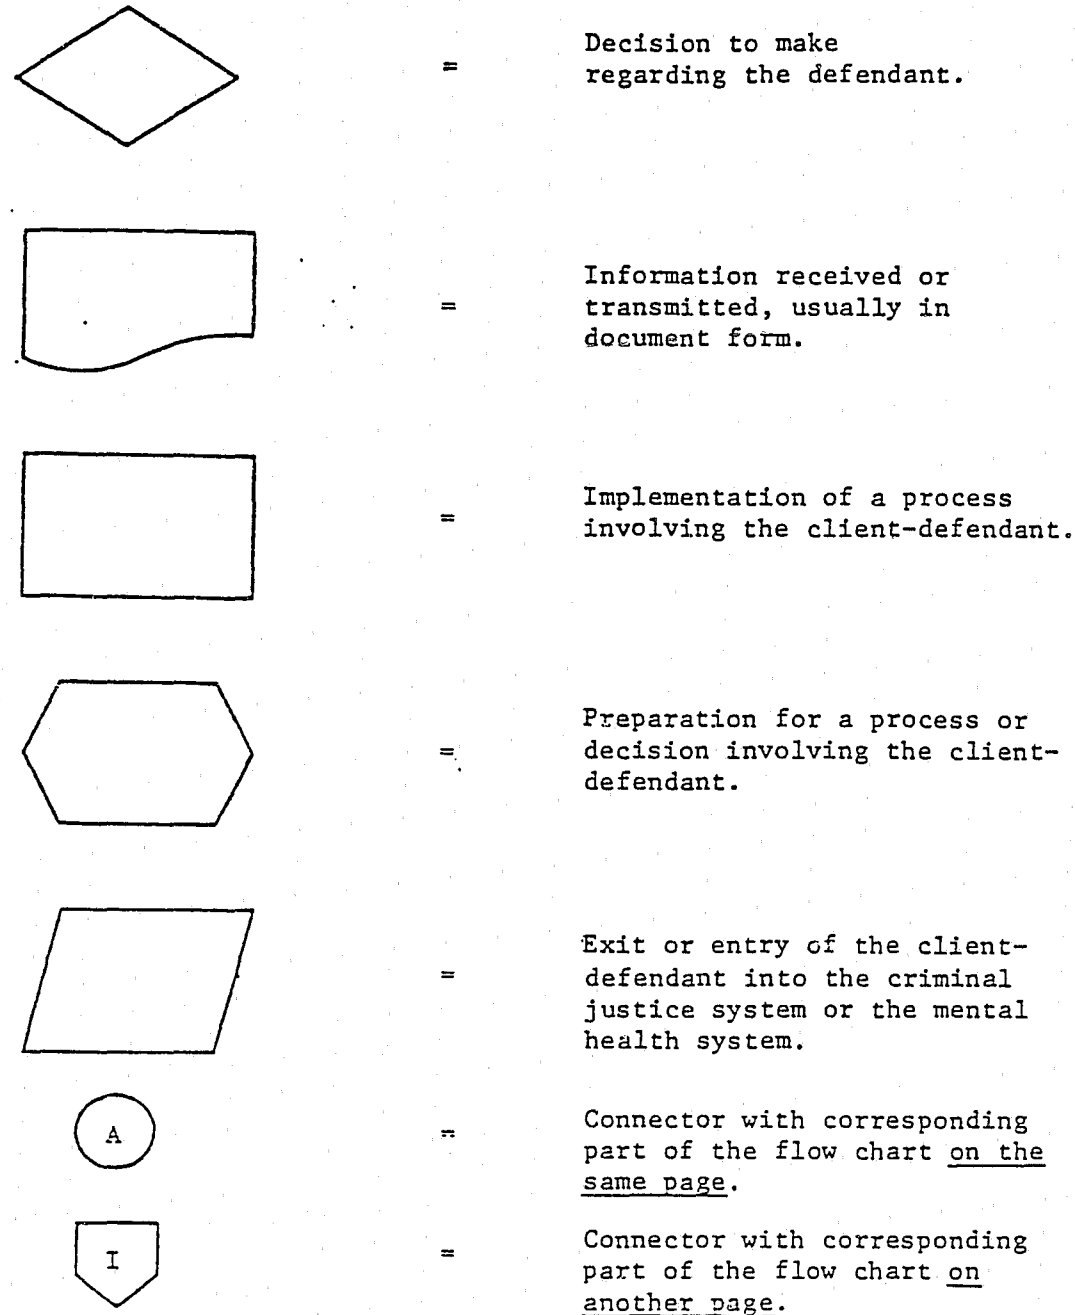 = Decision to make
regarding the defendant.
= Information received or
transmitted, usually in
document form.
= Implementation of a process
involving the client-defendant.
= Preparation for a process or
decision involving the client-
defendant.
= Exit or entry of the client-
defendant into the criminal
justice system or the mental
health system.
A = Connector with corresponding
part of the flow chart on the
same page.
I = Connector with corresponding
part of the flow chart on
another page.